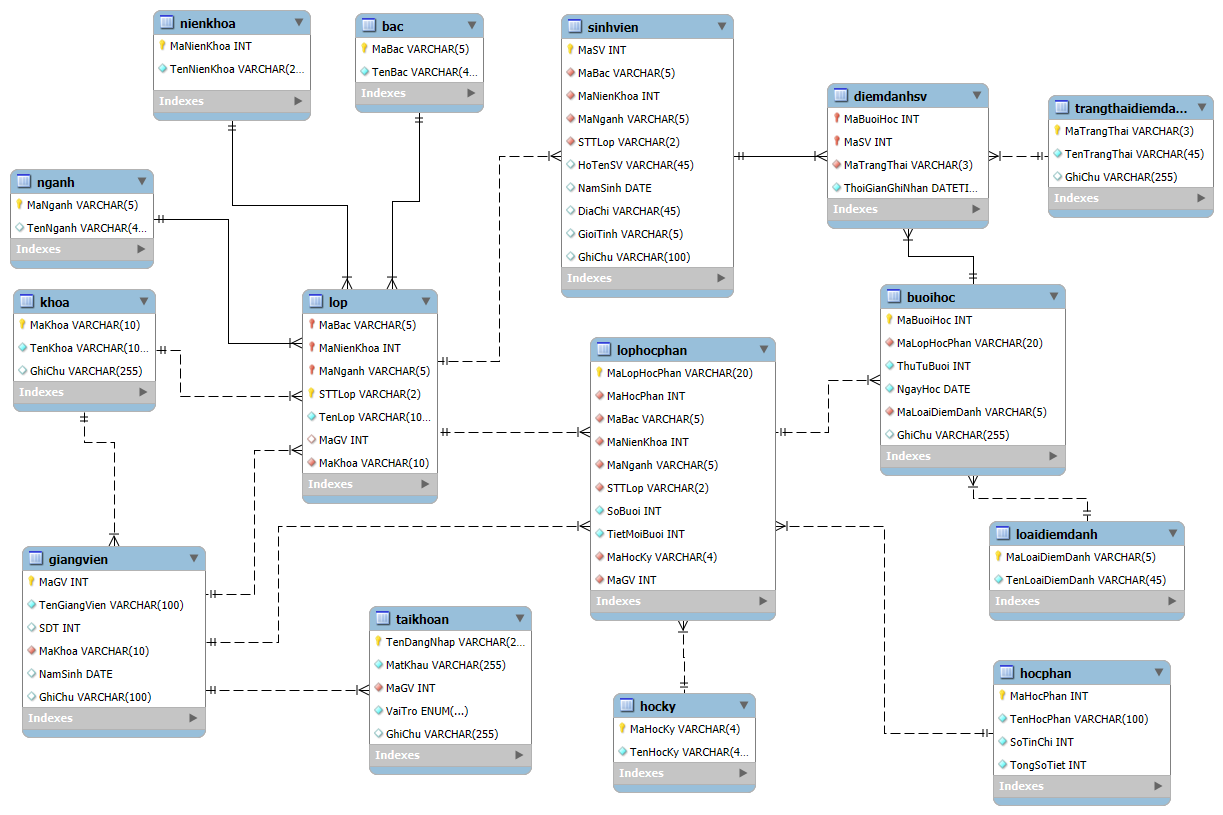 nienkhoa
MaNienKhoa INT
TenNienKhoa VARCHAR(2...
Indexes
bac
MaBac VARCHAR(5)
TenBac VARCHAR(4...
Indexes
sinhvien
MaSV INT
MaBac VARCHAR(5)
MaNienKhoa INT
MaNganh VARCHAR(5)
STTLop VARCHAR(2)
HoTenSV VARCHAR(45)
NamSinh DATE
DiaChi VARCHAR(45)
GioiTinh VARCHAR(5)
GhiChu VARCHAR(100)
Indexes
diemdanhsv
MaBuoiHoc INT
MaSV INT
MaTrangThai VARCHAR(3)
ThoiGianGhiNhan DATETI...
Indexes
trangthaidiemda...
MaTrangThai VARCHAR(3)
TenTrangThai VARCHAR(45)
GhiChu VARCHAR(255)
Indexes
nganh
MaNganh VARCHAR(5)
TenNganh VARCHAR(4...
Indexes
khoa
MaKhoa VARCHAR(10)
TenKhoa VARCHAR(10...
GhiChu VARCHAR(255)
Indexes
lop
MaBac VARCHAR(5)
MaNienKhoa INT
MaNganh VARCHAR(5)
STTLop VARCHAR(2)
TenLop VARCHAR(10...
MaGV INT
MaKhoa VARCHAR(10)
Indexes
lophocphan
MaLopHocPhan VARCHAR(20)
MaHocPhan INT
MaBac VARCHAR(5)
MaNienKhoa INT
MaNganh VARCHAR(5)
STTLop VARCHAR(2)
SoBuoi INT
TietMoiBuoi INT
MaHocKy VARCHAR(4)
MaGV INT
Indexes
buoihoc
MaBuoiHoc INT
MaLopHocPhan VARCHAR(20)
ThuTuBuoi INT
NgayHoc DATE
MaLoaiDiemDanh VARCHAR(5)
GhiChu VARCHAR(255)
Indexes
loaidiemdanh
MaLoaiDiemDanh VARCHAR(5)
TenLoaiDiemDanh VARCHAR(45)
Indexes
giangvien
MaGV INT
TenGiangVien VARCHAR(100)
SDT INT
MaKhoa VARCHAR(10)
NamSinh DATE
GhiChu VARCHAR(100)
Indexes
taikhoan
TenDangNhap VARCHAR(2...
MatKhau VARCHAR(255)
MaGV INT
VaiTro ENUM(...)
GhiChu VARCHAR(255)
Indexes
hocky
MaHocKy VARCHAR(4)
TenHocKy VARCHAR(4...
Indexes
hocphan
MaHocPhan INT
TenHocPhan VARCHAR(100)
SoTinChi INT
TongSoTiet INT
Indexes